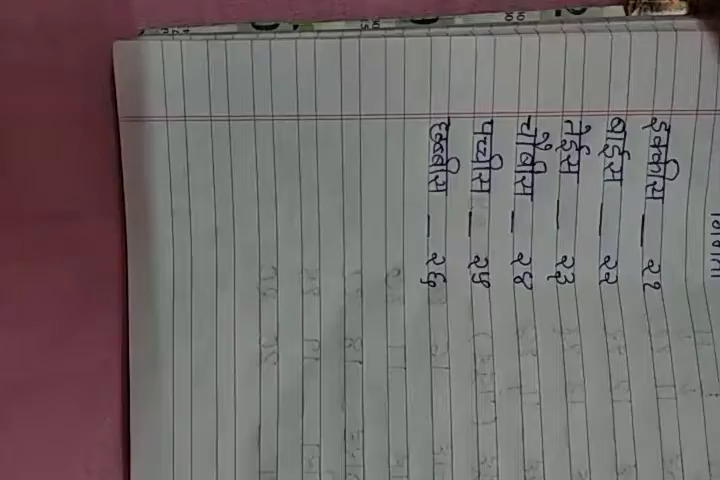 इक्कीस — २१
बाईस — २२
तेईस — २३
चौबीस — २४
पच्चीस — २५
छब्बीस — २६